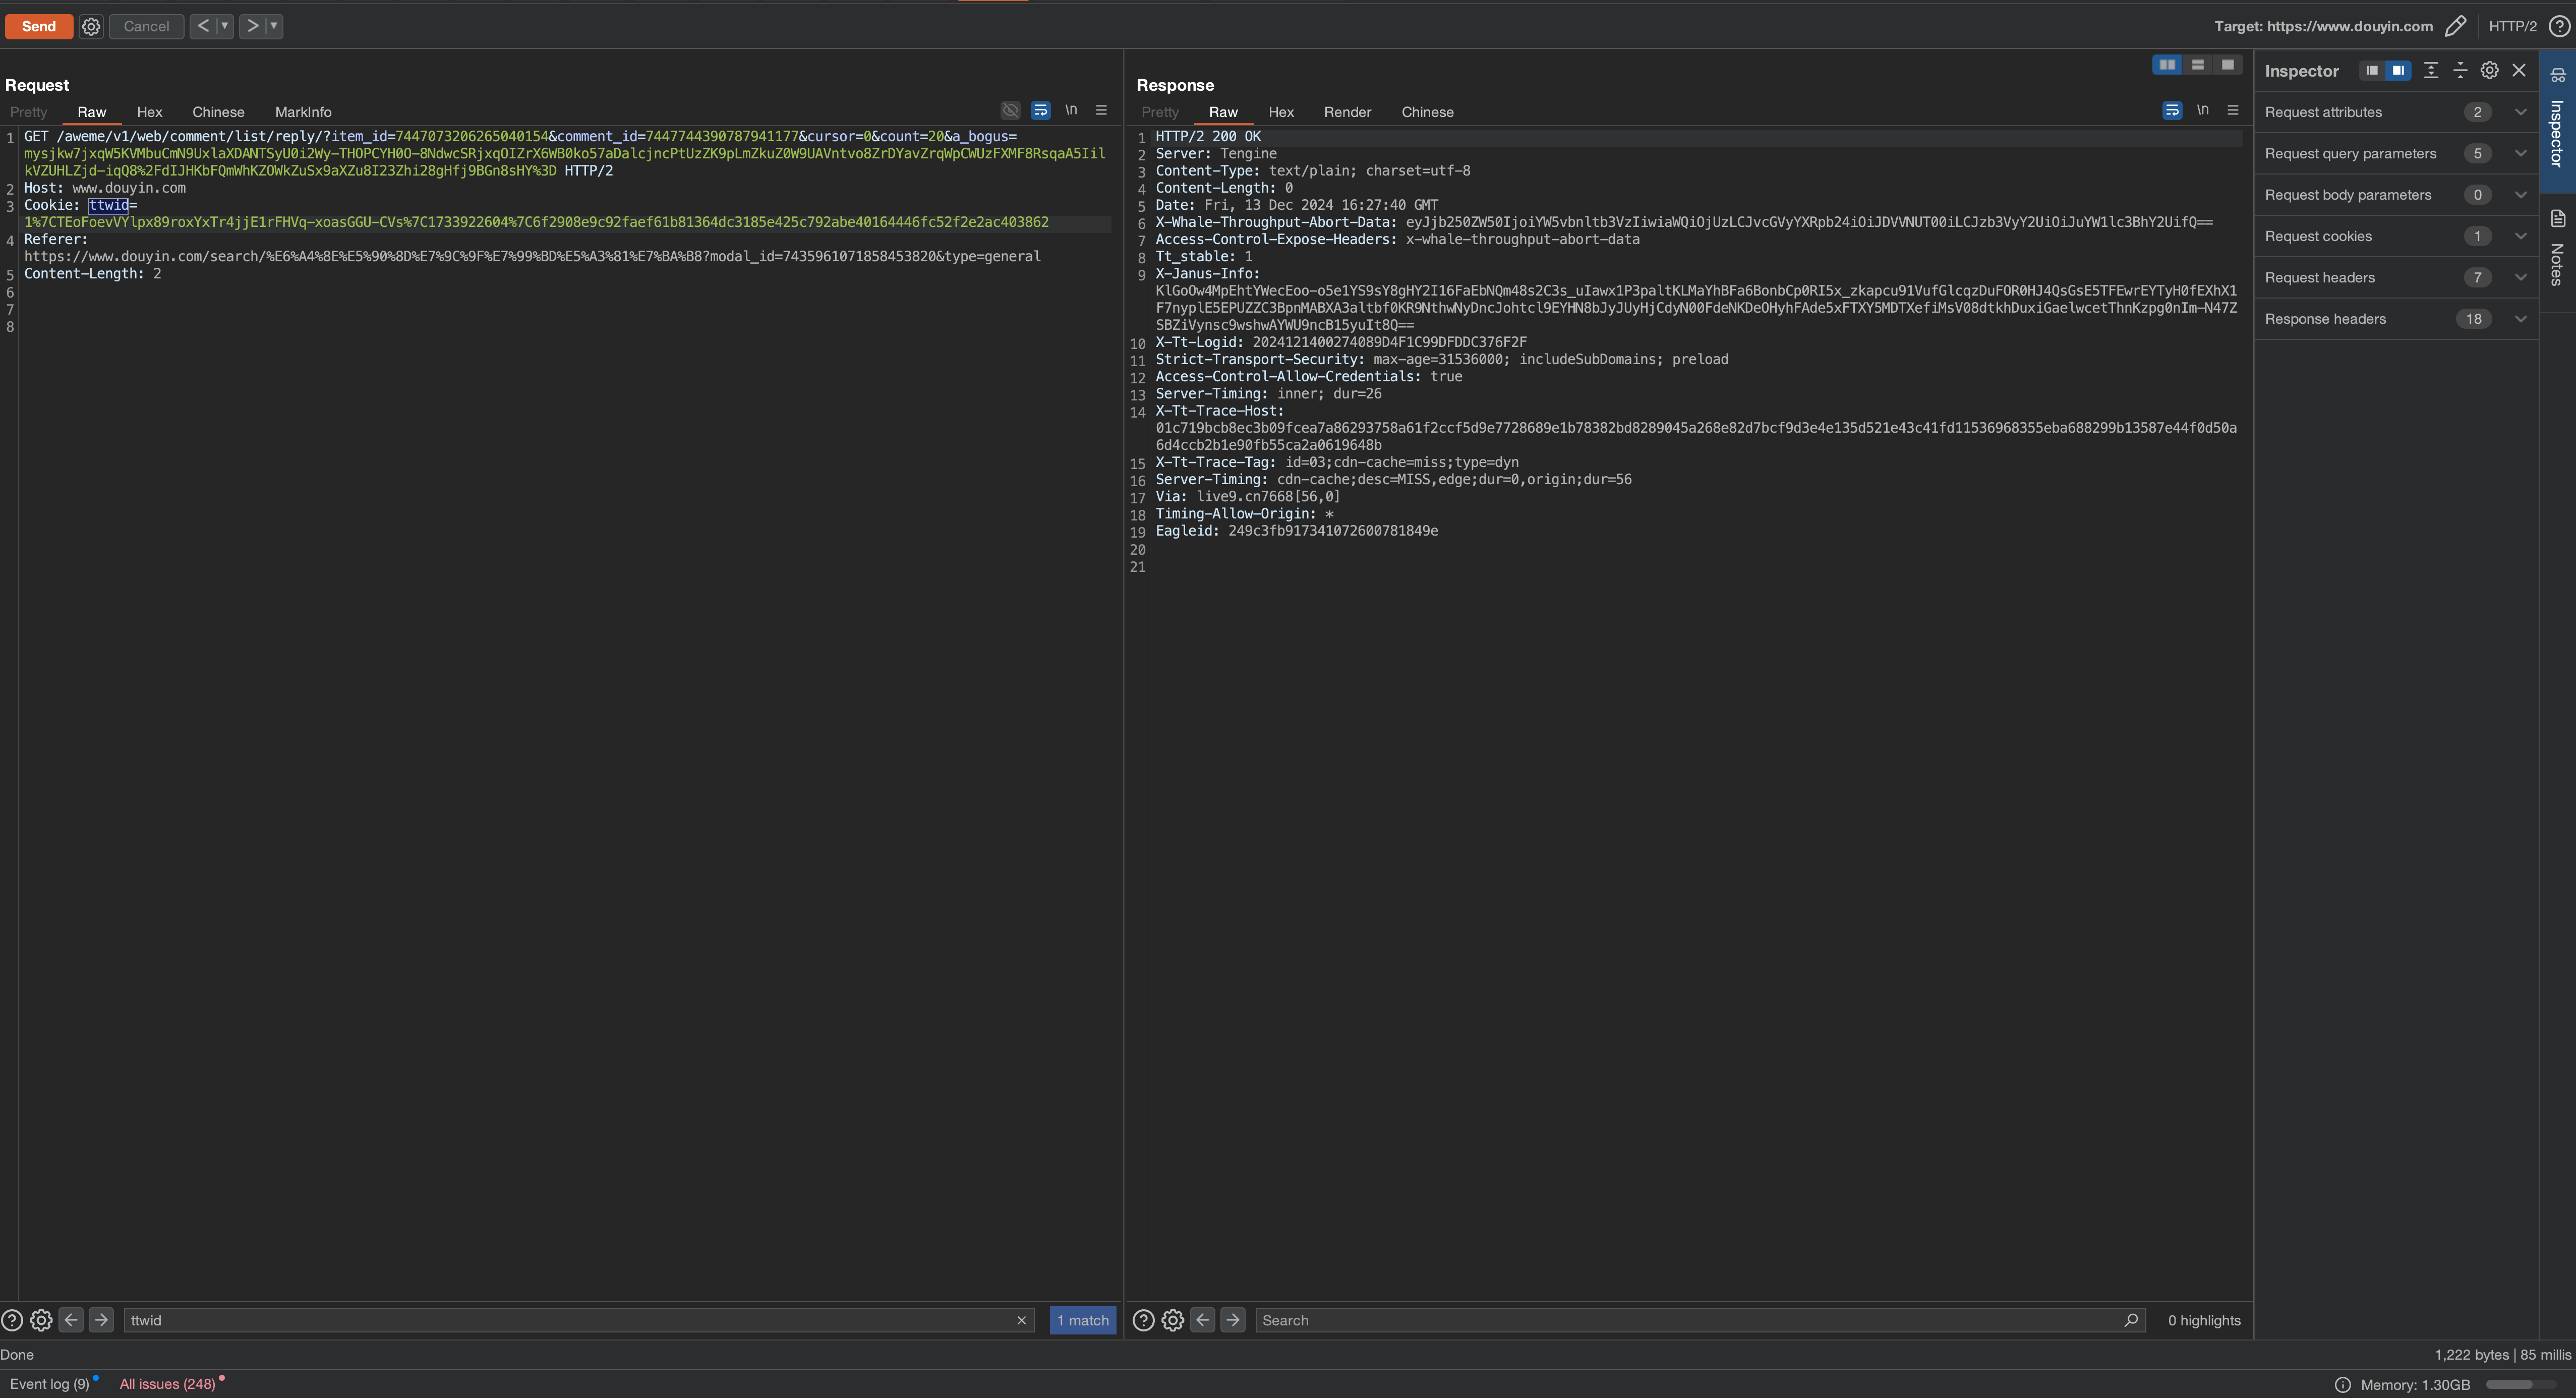 Send
Cancel
< ▼
> ▼
Target: https://www.douyin.com
HTTP/2
Request
Pretty
Raw
Hex
Chinese
MarkInfo
\n
1 GET /aweme/v1/web/comment/list/reply/?item_id=7447073206265040154&comment_id=7447744390787941177&cursor=0&count=20&a_bogus=
mysjkw7jxqW5KVMbuCmN9UxlaXDANTSyU0i2Wy-THOPCYH0O-8NdwcSRjxqOIZrX6WB0ko57aDalcjncPtUzZK9pLmZkuZ0W9UAVntvo8ZrDYavZrqWpCWUzFXMF8RsqaA5Iil
kVZUHLZjd-iqQ8%2FdIJHKbFQmWhKZOWkZuSx9aXZu8I23Zhi28gHfj9BGn8sHY%3D HTTP/2
2 Host: www.douyin.com
3 Cookie: ttwid=
1%7CTEoFoevVYlpx89roxYxTr4jjE1rFHVq-xoasGGU-CVs%7C1733922604%7C6f2908e9c92faef61b81364dc3185e425c792abe40164446fc52f2e2ac403862
4 Referer:
https://www.douyin.com/search/%E6%A4%8E%E5%90%8D%E7%9C%9F%E7%99%BD%E5%A3%81%E7%BA%B8?modal_id=7435961071858453820&type=general
5 Content-Length: 2
6
7
8
Response
Pretty
Raw
Hex
Render
Chinese
\n
1 HTTP/2 200 OK
2 Server: Tengine
3 Content-Type: text/plain; charset=utf-8
4 Content-Length: 0
5 Date: Fri, 13 Dec 2024 16:27:40 GMT
6 X-Whale-Throughput-Abort-Data: eyJjb250ZW50IjoiYW5vbnltb3VzIiwiaWQiOjUzLCJvcGVyYXRpb24iOiJDVVNUT00iLCJzb3VyY2UiOiJuYW1lc3BhY2UifQ==
7 Access-Control-Expose-Headers: x-whale-throughput-abort-data
8 Tt_stable: 1
9 X-Janus-Info:
KlGoOw4MpEhtYWecEoo-o5e1YS9sY8gHY2I16FaEbNQm48s2C3s_uIawx1P3paltKLMaYhBFa6BonbCp0RI5x_zkapcu91VufGlcqzDuFOR0HJ4QsGsE5TFEwrEYTyH0fEXhX1
F7nyplE5EPUZZC3BpnMABXA3altbf0KR9NthwNyDncJohtcl9EYHN8bJyJUyHjCdyN00FdeNKDeOHyhFAde5xFTXY5MDTXefiMsV08dtkhDuxiGaelwcetThnKzpg0nIm-N47Z
SBZiVynsc9wshwAYWU9ncB15yuIt8Q==
10 X-Tt-Logid: 2024121400274089D4F1C99DFDDC376F2F
11 Strict-Transport-Security: max-age=31536000; includeSubDomains; preload
12 Access-Control-Allow-Credentials: true
13 Server-Timing: inner; dur=26
14 X-Tt-Trace-Host:
01c719bcb8ec3b09fcea7a86293758a61f2ccf5d9e7728689e1b78382bd8289045a268e82d7bcf9d3e4e135d521e43c41fd11536968355eba688299b13587e44f0d50a
6d4ccb2b1e90fb55ca2a0619648b
15 X-Tt-Trace-Tag: id=03;cdn-cache=miss;type=dyn
16 Server-Timing: cdn-cache;desc=MISS,edge;dur=0,origin;dur=56
17 Via: live9.cn7668[56,0]
18 Timing-Allow-Origin: *
19 Eagleid: 249c3fb917341072600781849e
20
21
Inspector
Request attributes 2
Request query parameters 5
Request body parameters 0
Request cookies 1
Request headers 7
Response headers 18
Inspector
Notes
ttwid
1 match
Search
0 highlights
Done
1,222 bytes | 85 millis
Event log (9)
All issues (248)
Memory: 1.30GB